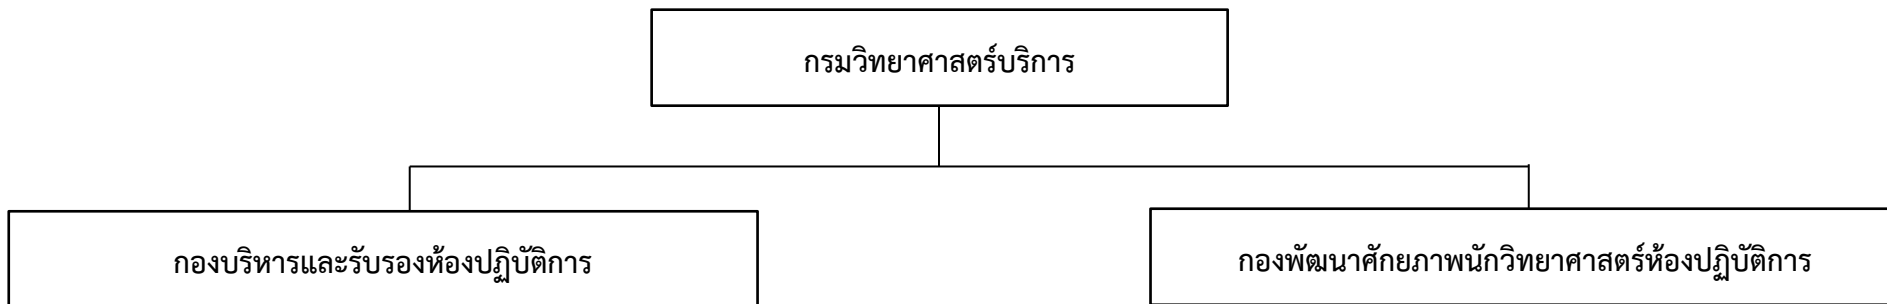 กรมวิทยาศาสตร์บริการ
กองบริหารและรับรองห้องปฏิบัติการ
กองพัฒนาศักยภาพนักวิทยาศาสตร์ห้องปฏิบัติการ